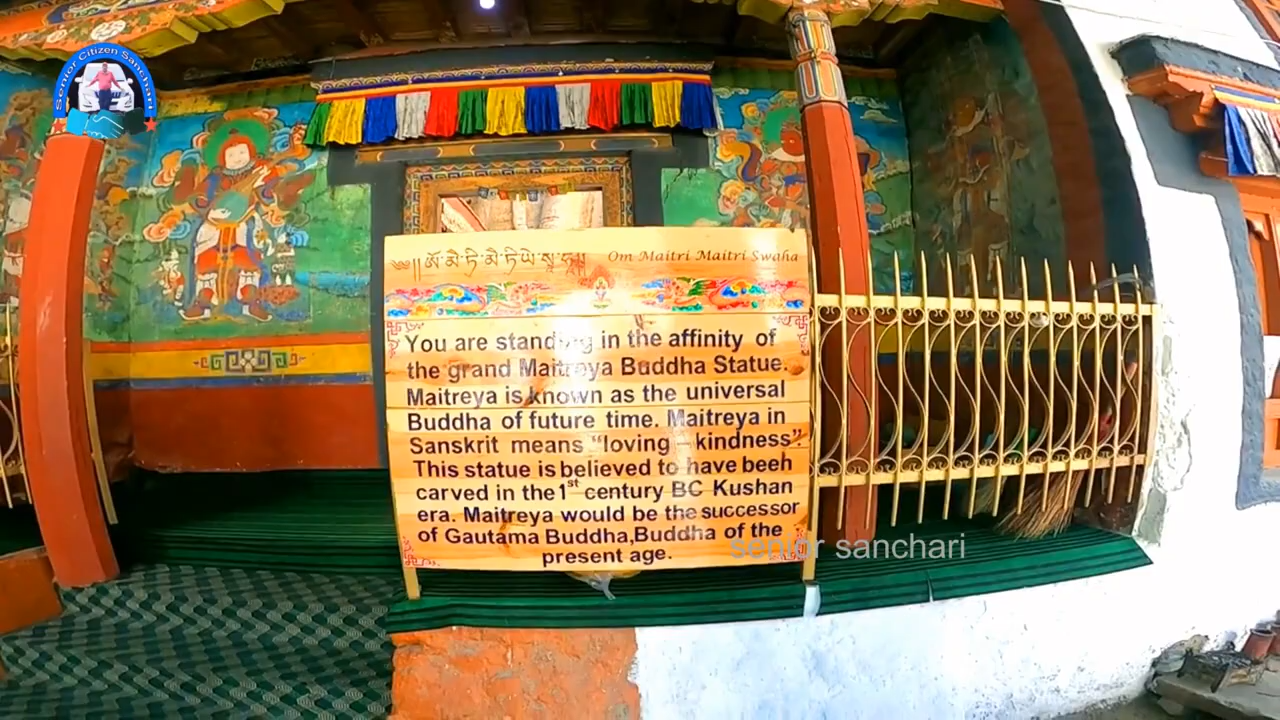 Senior Citizen Sanchari
༄།།ཨོཾ་མེ་ཏྲི་མེ་ཏྲི་ཡེ་སྭཱ་ཧཱ།།
Om Maitri Maitri Swaha
You are standing in the affinity of
the grand Maitreya Buddha Statue.
Maitreya is known as the universal
Buddha of future time. Maitreya in
Sanskrit means “loving – kindness”.
This statue is believed to have beeh
carved in the 1st century BC Kushan
era. Maitreya would be the successor
of Gautama Buddha,Buddha of the
present age.
senior sanchari